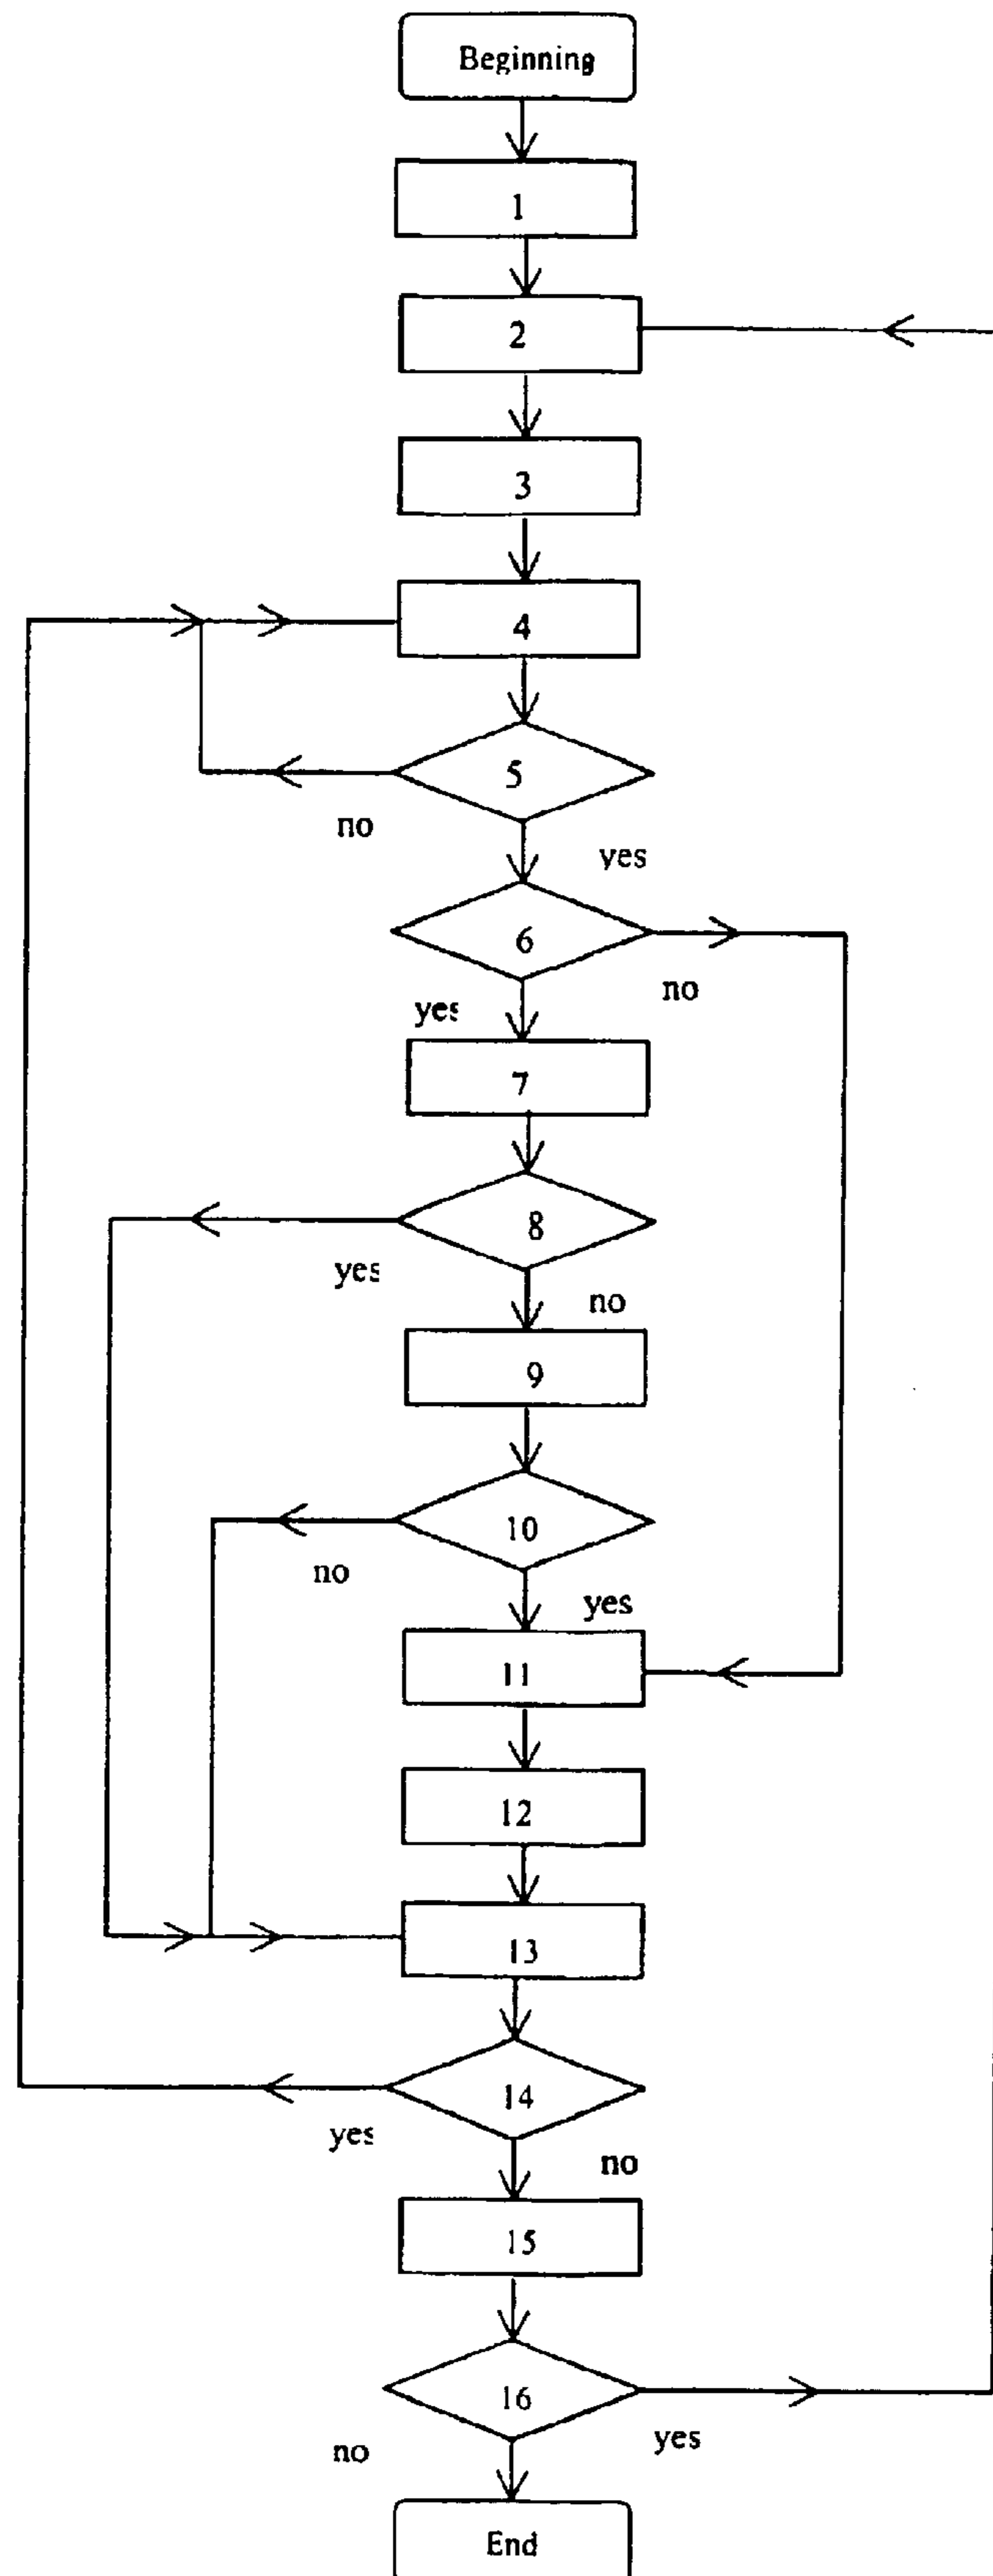 Beginning
1
2
3
4
5
no
yes
6
no
yes
7
8
yes
no
9
10
no
yes
11
12
13
14
yes
no
15
16
yes
no
End